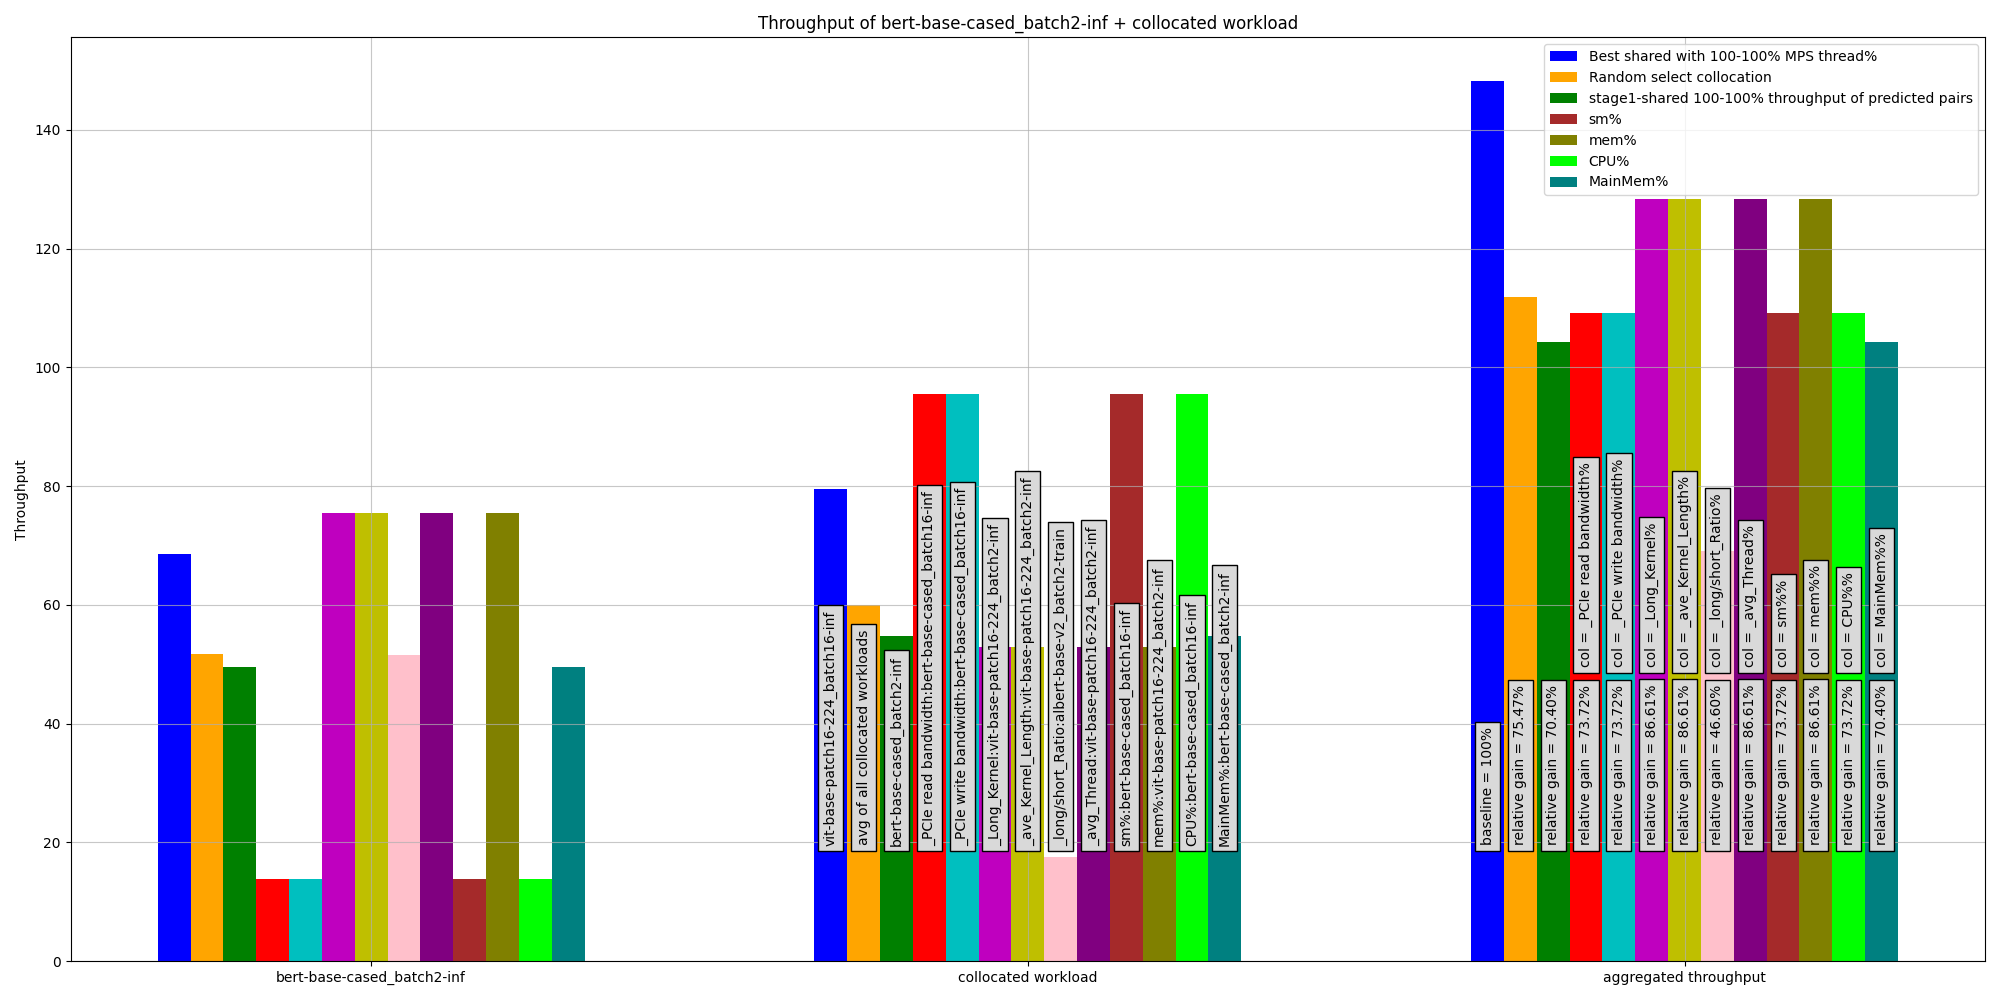 Throughput of bert-base-cased_batch2-inf + collocated workload
Best shared with 100-100% MPS thread%
Random select collocation
stage1-shared 100-100% throughput of predicted pairs
sm%
mem%
CPU%
MainMem%
Throughput
140
120
100
80
60
40
20
0
vit-base-patch16-224_batch16-inf
avg of all collocated workloads
bert-base-cased_batch2-inf
_PCIe read bandwidth:bert-base-cased_batch16-inf
_PCIe write bandwidth:bert-base-cased_batch16-inf
_Long_Kernel:vit-base-patch16-224_batch2-inf
_ave_Kernel_Length:vit-base-patch16-224_batch2-inf
_long/short_Ratio:albert-base-v2_batch2-train
_avg_Thread:vit-base-patch16-224_batch2-inf
sm%:bert-base-cased_batch16-inf
mem%:vit-base-patch16-224_batch2-inf
CPU%:bert-base-cased_batch16-inf
MainMem%:bert-base-cased_batch2-inf
col = _PCIe read bandwidth%
col = _PCIe write bandwidth%
col = _Long_Kernel%
col = _ave_Kernel_Length%
col = _long/short_Ratio%
col = _avg_Thread%
col = sm%%
col = mem%%
col = CPU%%
col = MainMem%%
baseline = 100%
relative gain = 75.47%
relative gain = 70.40%
relative gain = 73.72%
relative gain = 73.72%
relative gain = 86.61%
relative gain = 86.61%
relative gain = 46.60%
relative gain = 86.61%
relative gain = 73.72%
relative gain = 86.61%
relative gain = 73.72%
relative gain = 70.40%
bert-base-cased_batch2-inf
collocated workload
aggregated throughput